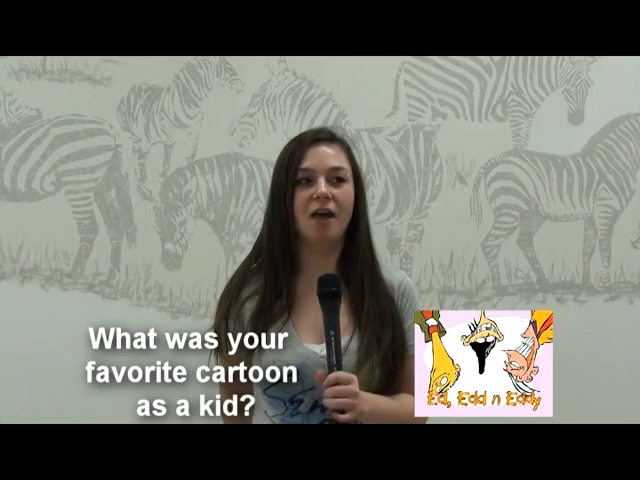 What was your
favorite cartoon
as a kid?
Ed, Edd n Eddy